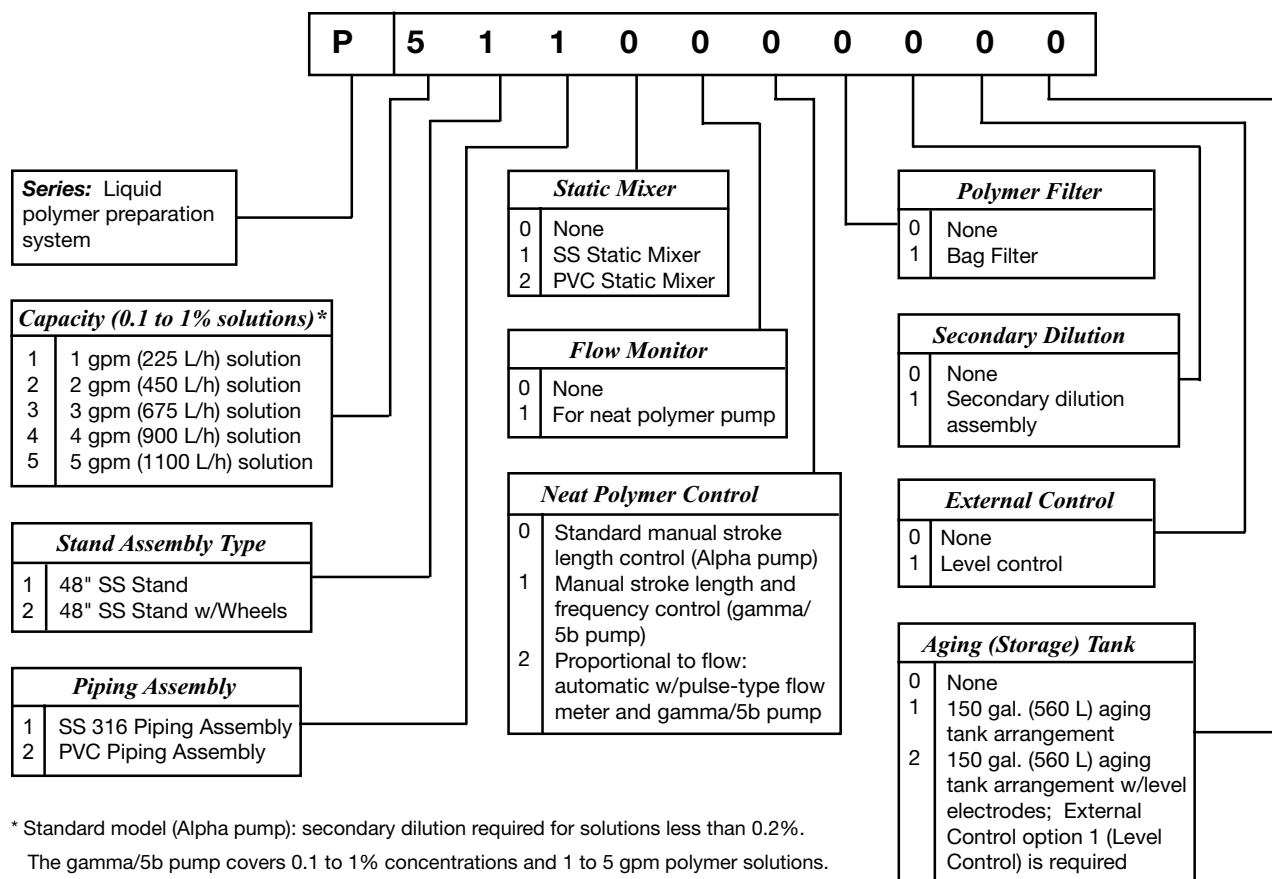 P 5 1 1 0 0 0 0 0 0 0
Series: Liquid
polymer preparation
system
Capacity (0.1 to 1% solutions)*
1 1 gpm (225 L/h) solution
2 2 gpm (450 L/h) solution
3 3 gpm (675 L/h) solution
4 4 gpm (900 L/h) solution
5 5 gpm (1100 L/h) solution
Stand Assembly Type
1 48" SS Stand
2 48" SS Stand w/Wheels
Piping Assembly
1 SS 316 Piping Assembly
2 PVC Piping Assembly
Static Mixer
0 None
1 SS Static Mixer
2 PVC Static Mixer
Flow Monitor
0 None
1 For neat polymer pump
Neat Polymer Control
0 Standard manual stroke
length control (Alpha pump)
1 Manual stroke length and
frequency control (gamma/
5b pump)
2 Proportional to flow:
automatic w/pulse-type flow
meter and gamma/5b pump
Polymer Filter
0 None
1 Bag Filter
Secondary Dilution
0 None
1 Secondary dilution
assembly
External Control
0 None
1 Level control
Aging (Storage) Tank
0 None
1 150 gal. (560 L) aging
tank arrangement
2 150 gal. (560 L) aging
tank arrangement w/level
electrodes; External
Control option 1 (Level
Control) is required
* Standard model (Alpha pump): secondary dilution required for solutions less than 0.2%.
The gamma/5b pump covers 0.1 to 1% concentrations and 1 to 5 gpm polymer solutions.